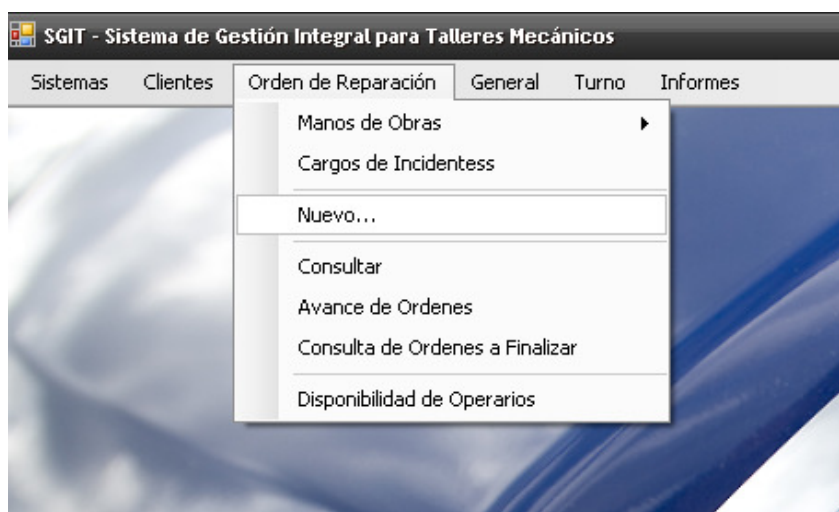 SGIT - Sistema de Gestión Integral para Talleres Mecánicos
Sistemas Clientes Orden de Reparación General Turno Informes
Manos de Obras
Cargos de Incidentess
Nuevo...
Consultar
Avance de Ordenes
Consulta de Ordenes a Finalizar
Disponibilidad de Operarios